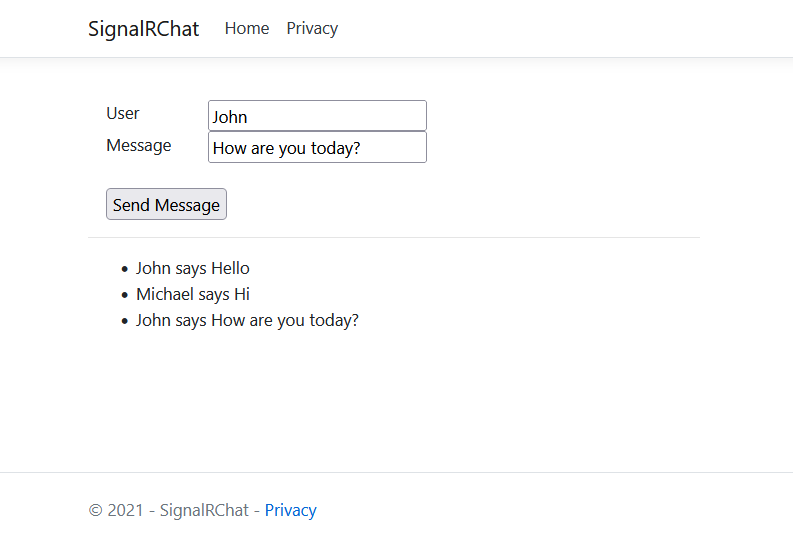 SignalRChat Home Privacy
User John
Message How are you today?
Send Message
• John says Hello
• Michael says Hi
• John says How are you today?
© 2021 - SignalRChat - Privacy